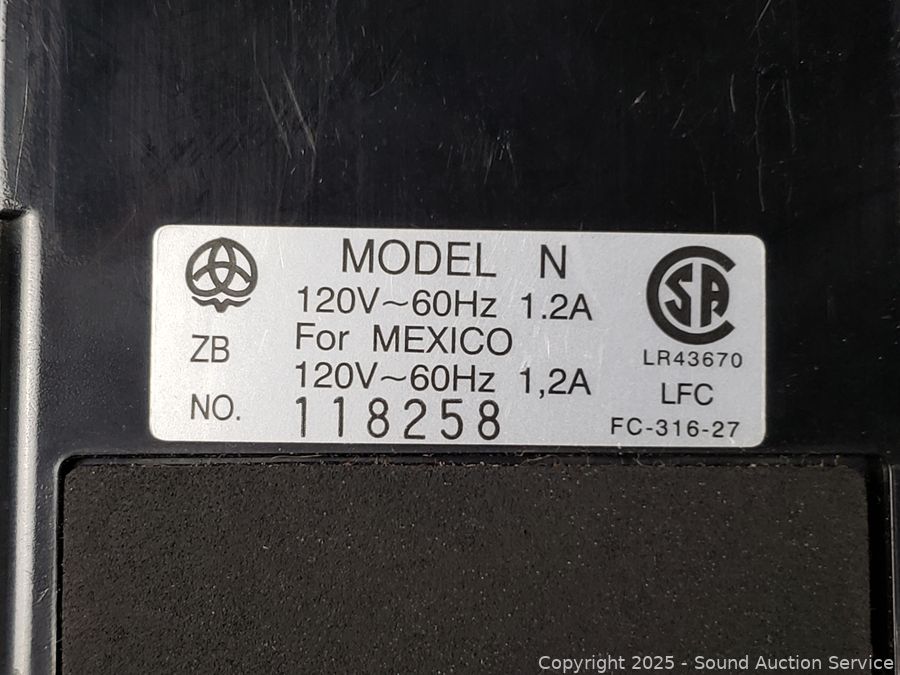 MODEL N
120V~60Hz 1.2A
For MEXICO
120V~60Hz 1,2A
ZB
NO. 118258
CSA
LR43670
LFC
FC-316-27
Copyright 2025 - Sound Auction Service